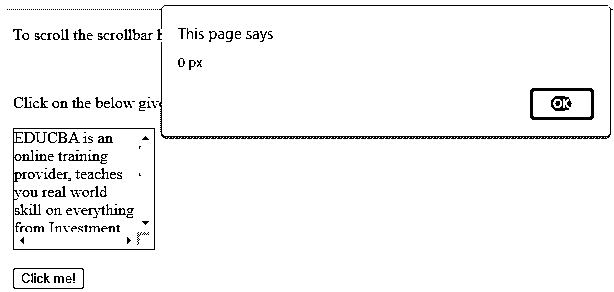 To scroll the scrollbar
This page says
0 px
OK
Click on the below give
EDUCBA is an
online training
provider, teaches
you real world
skill on everything
from Investment
Click me!